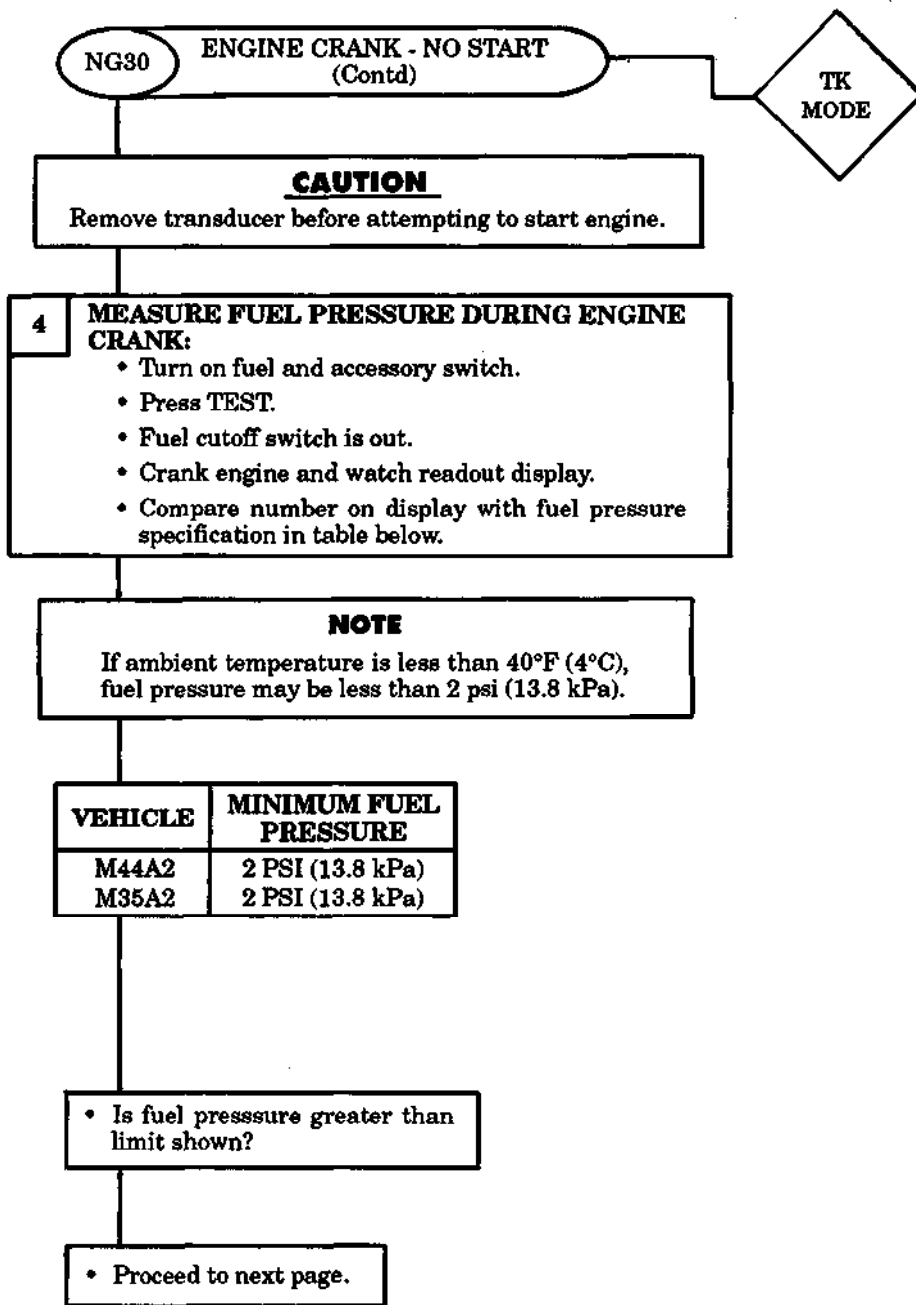 NG30
ENGINE CRANK - NO START
(Contd)
TK
MODE
CAUTION
Remove transducer before attempting to start engine.
4
MEASURE FUEL PRESSURE DURING ENGINE
CRANK:
• Turn on fuel and accessory switch.
• Press TEST.
• Fuel cutoff switch is out.
• Crank engine and watch readout display.
• Compare number on display with fuel pressure
specification in table below.
NOTE
If ambient temperature is less than 40°F (4°C),
fuel pressure may be less than 2 psi (13.8 kPa).
VEHICLE
MINIMUM FUEL
PRESSURE
M44A2 2 PSI (13.8 kPa)
M35A2 2 PSI (13.8 kPa)
• Is fuel presssure greater than
limit shown?
• Proceed to next page.